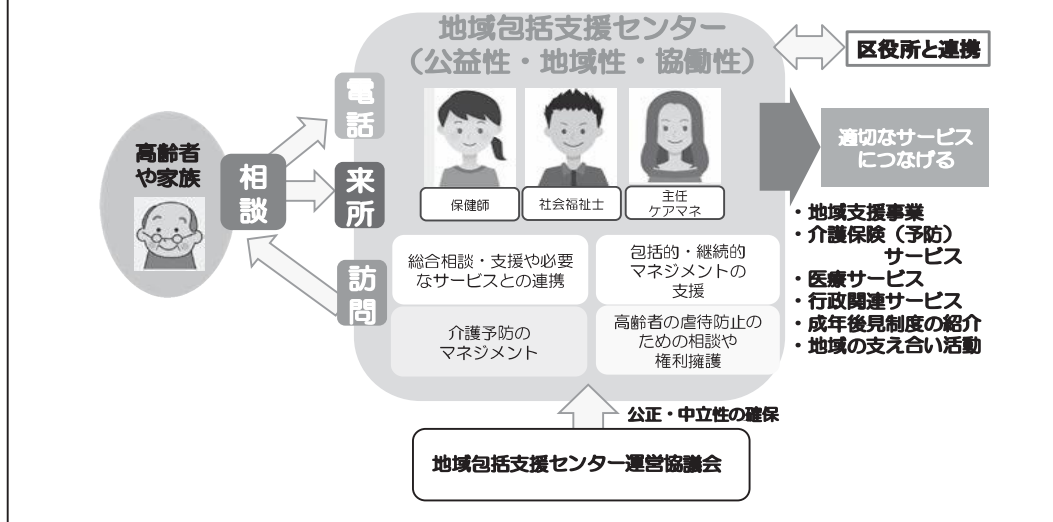 地域包括支援センター
（公益性・地域性・協働性）
区役所と連携
電話
高齢者
や家族
相談
来所
訪問
保健師
社会福祉士
主任
ケアマネ
適切なサービス
につなげる
総合相談・支援や必要
なサービスとの連携
包括的・継続的
マネジメントの
支援
介護予防の
マネジメント
高齢者の虐待防止の
ための相談や
権利擁護
・地域支援事業
・介護保険（予防）
サービス
・医療サービス
・行政関連サービス
・成年後見制度の紹介
・地域の支え合い活動
公正・中立性の確保
地域包括支援センター運営協議会